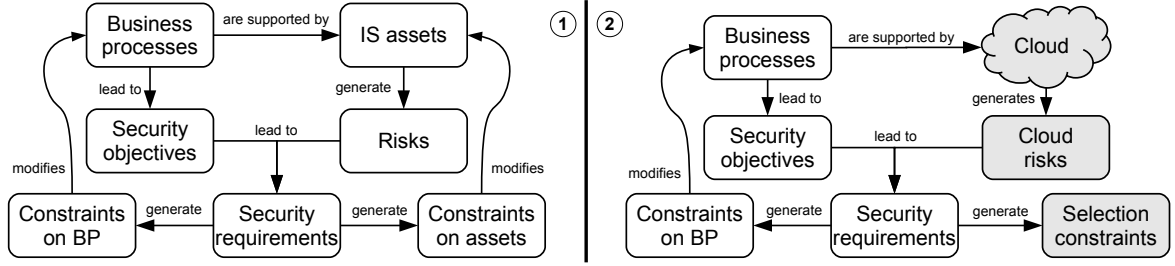 Business
processes
are supported by
IS assets
1
lead to
generate
Security
objectives
lead to
Risks
modifies
modifies
Constraints
on BP
generate
Security
requirements
generate
Constraints
on assets
2
Business
processes
are supported by
Cloud
lead to
generates
Security
objectives
lead to
Cloud
risks
modifies
Constraints
on BP
generate
Security
requirements
generate
Selection
constraints